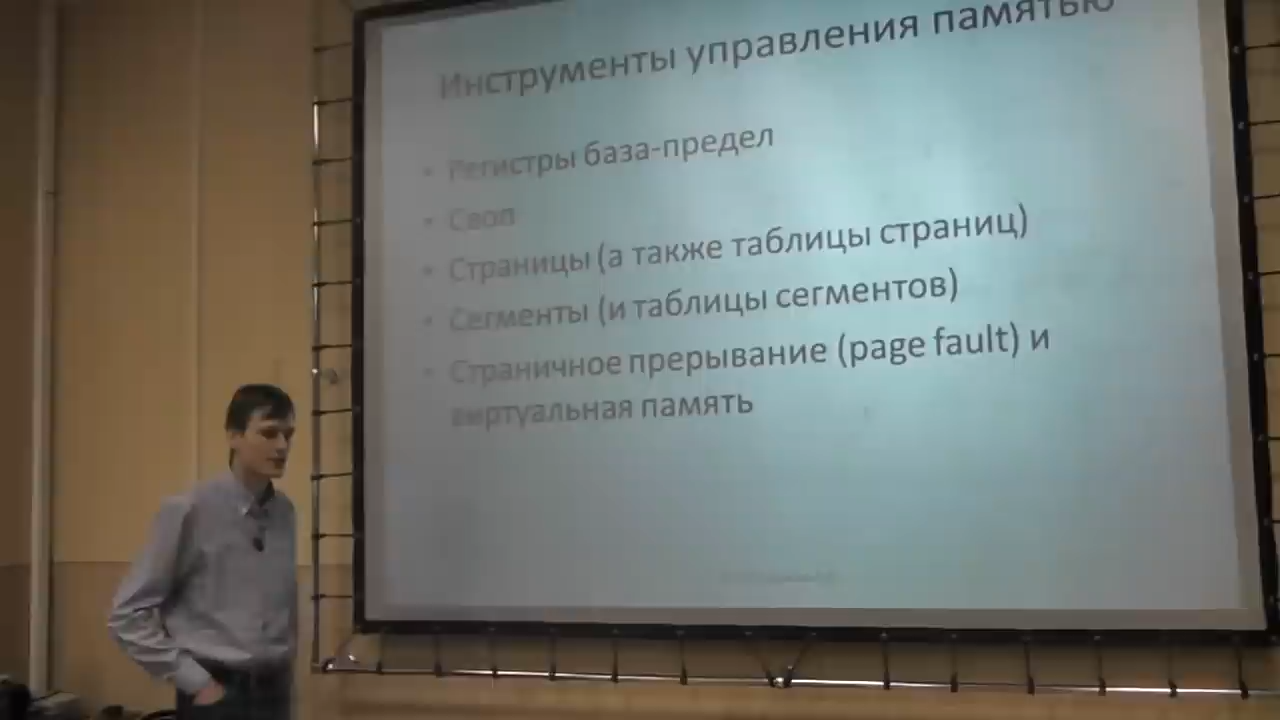 Инструменты управления памятью
• Регистры база-предел
• Своп
• Страницы (а также таблицы страниц)
• Сегменты (и таблицы сегментов)
• Страничное прерывание (page fault) и
виртуальная память